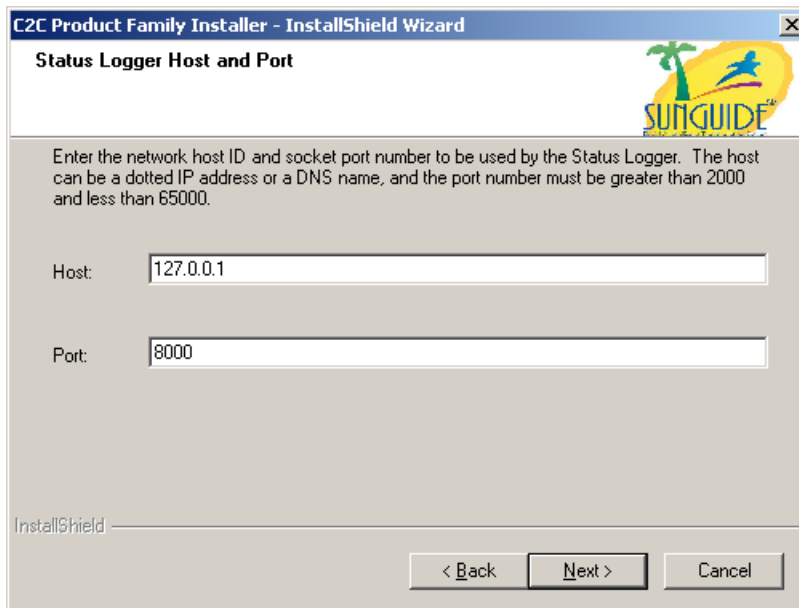 C2C Product Family Installer - InstallShield Wizard
Status Logger Host and Port
SUNGUIDE
Enter the network host ID and socket port number to be used by the Status Logger. The host
can be a dotted IP address or a DNS name, and the port number must be greater than 2000
and less than 65000.
Host:
127.0.0.1
Port:
8000
InstallShield
< Back
Next >
Cancel